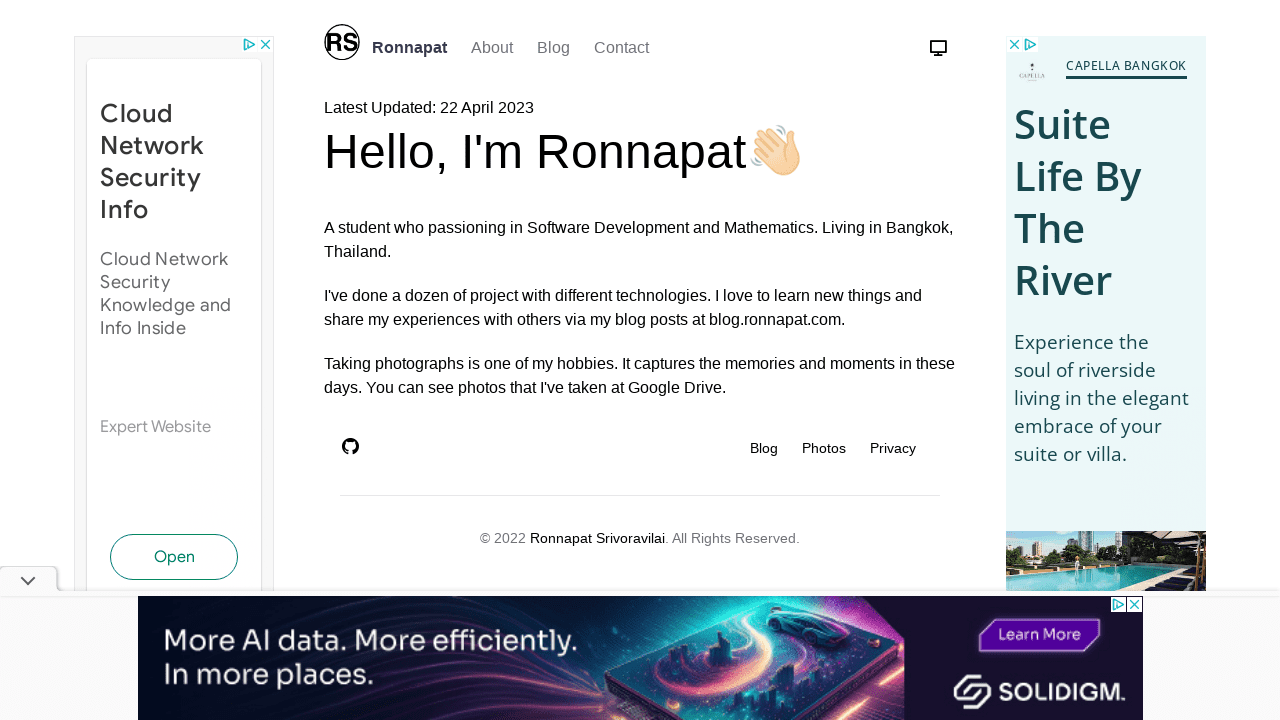 RS
Ronnapat
About
Blog
Contact
Latest Updated: 22 April 2023
Hello, I'm Ronnapat👋🏻
A student who passioning in Software Development and Mathematics. Living in Bangkok,
Thailand.
I've done a dozen of project with different technologies. I love to learn new things and
share my experiences with others via my blog posts at blog.ronnapat.com.
Taking photographs is one of my hobbies. It captures the memories and moments in these
days. You can see photos that I've taken at Google Drive.
Blog
Photos
Privacy
© 2022 Ronnapat Srivoravilai. All Rights Reserved.
Cloud
Network
Security
Info
Cloud Network
Security
Knowledge and
Info Inside
Expert Website
Open
CAPELLA
CAPELLA BANGKOK
Suite
Life By
The
River
Experience the
soul of riverside
living in the elegant
embrace of your
suite or villa.
More AI data. More efficiently.
In more places.
Learn More
SOLIDIGM.